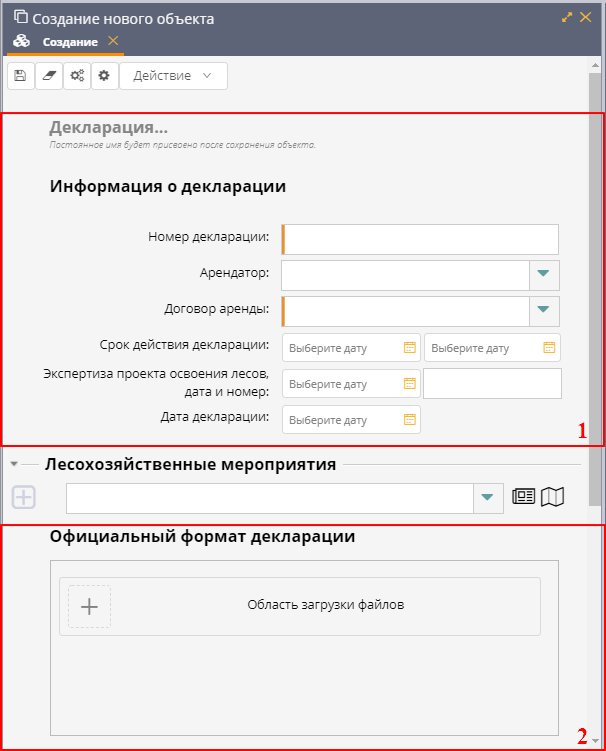 Создание нового объекта
Создание
Действие
Декларация...
Постоянное имя будет присвоено после сохранения объекта.
Информация о декларации
Номер декларации:
Арендатор:
Договор аренды:
Срок действия декларации: Выберите дату Выберите дату
Экспертиза проекта освоения лесов,
дата и номер: Выберите дату
Дата декларации: Выберите дату
1
Лесохозяйственные мероприятия
Официальный формат декларации
Область загрузки файлов
2